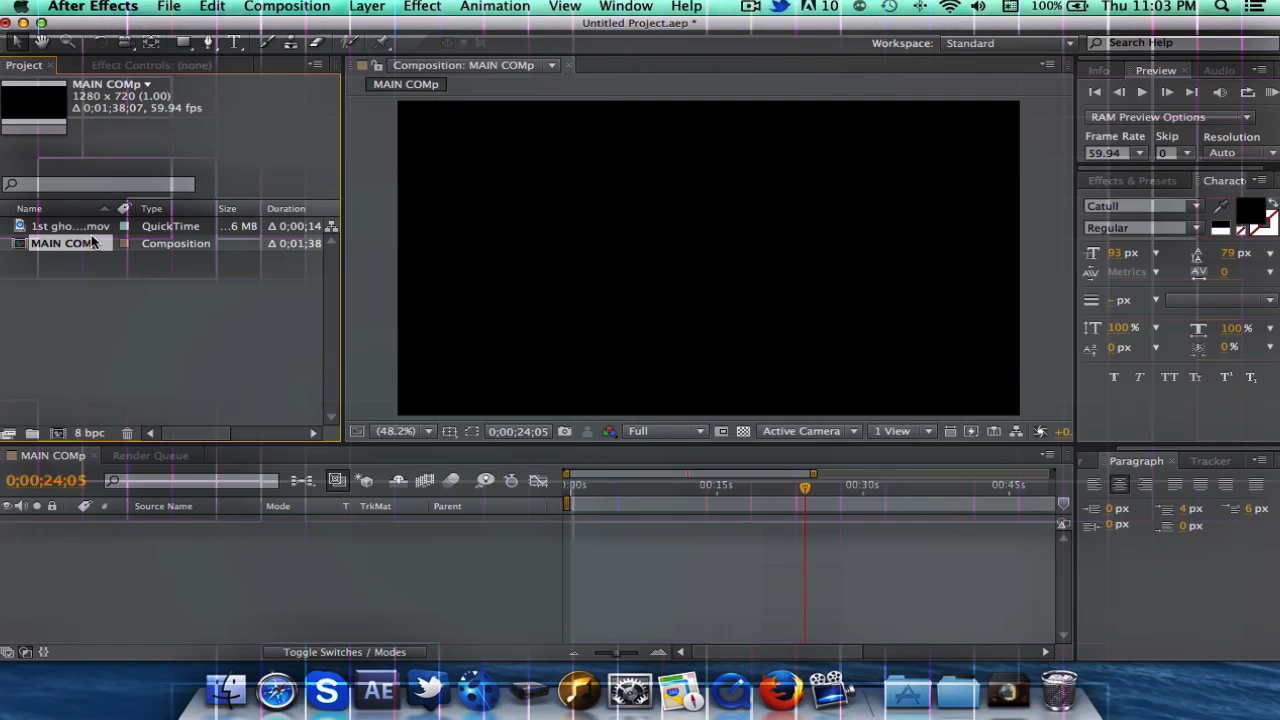 After Effects File Edit Composition Layer Effect Animation View Window Help 10 100% Thu 11:03 PM
Untitled Project.aep *
Workspace: Standard Search Help
Project Effect Controls: (none) Composition: MAIN COMp Info Preview Audio
MAIN COMp
1280 x 720 (1.00)
Δ 0;01;38;07, 59.94 fps
MAIN COMp
RAM Preview Options
Frame Rate Skip Resolution
59.94 0 Auto
Effects & Presets Charact
Name Type Size Duration
1st gho....mov QuickTime ...6 MB Δ 0;00;14
MAIN COMp Composition Δ 0;01;38
Catull
Regular
93 px 79 px
Metrics 0
- px
100 % 100 %
0 px 0 %
T T TT Tt T¹ T₁
8 bpc (48.2%) 0;00;24;05 Full Active Camera 1 View +0.
MAIN COMp Render Queue
0;00;24;05
# Source Name Mode T TrkMat Parent
:00s 00:15s 00:30s 00:45s
r Paragraph Tracker
0 px 4 px 6 px
0 px 0 px
Toggle Switches / Modes
AE